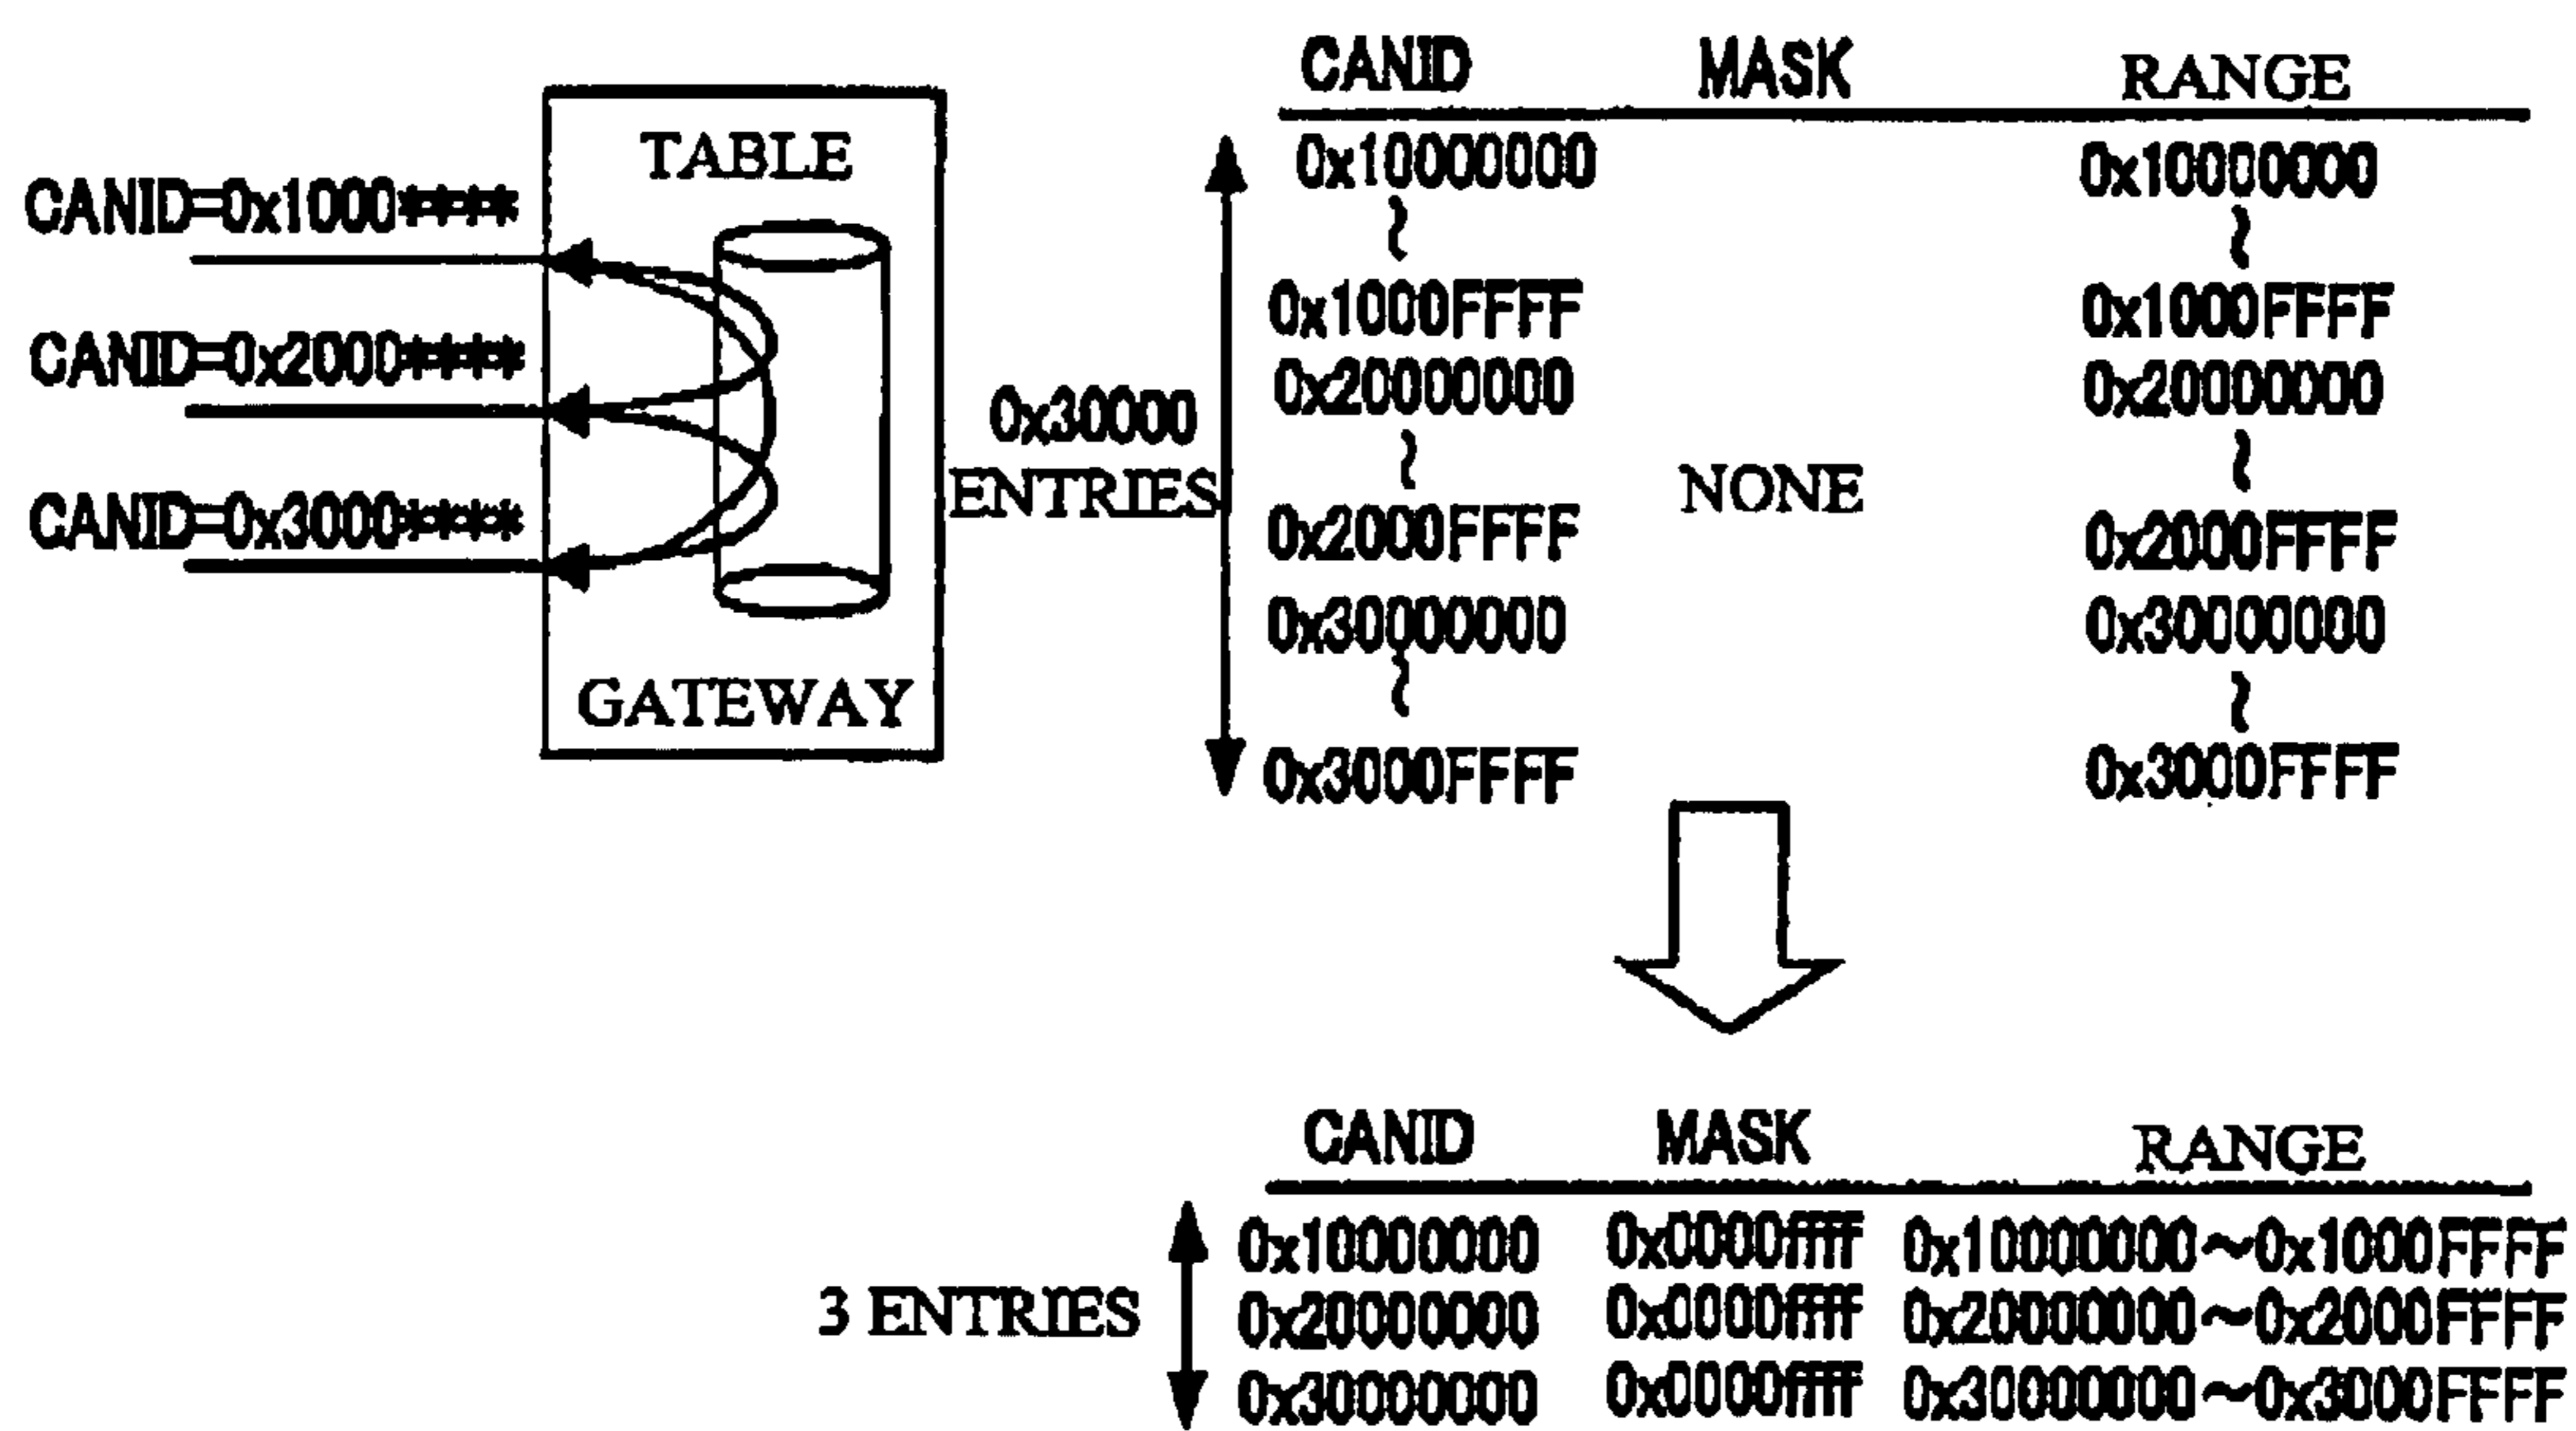 TABLE
CANID=0x1000****
CANID=0x2000****
CANID=0x3000****
GATEWAY
0x30000
ENTRIES
CANID MASK RANGE
0x10000000 0x10000000
~ ~
0x1000FFFF 0x1000FFFF
0x20000000 0x20000000
~ NONE ~
0x2000FFFF 0x2000FFFF
0x30000000 0x30000000
~ ~
0x3000FFFF 0x3000FFFF
CANID MASK RANGE
3 ENTRIES
0x10000000 0x0000ffff 0x10000000~0x1000FFFF
0x20000000 0x0000ffff 0x20000000~0x2000FFFF
0x30000000 0x0000ffff 0x30000000~0x3000FFFF